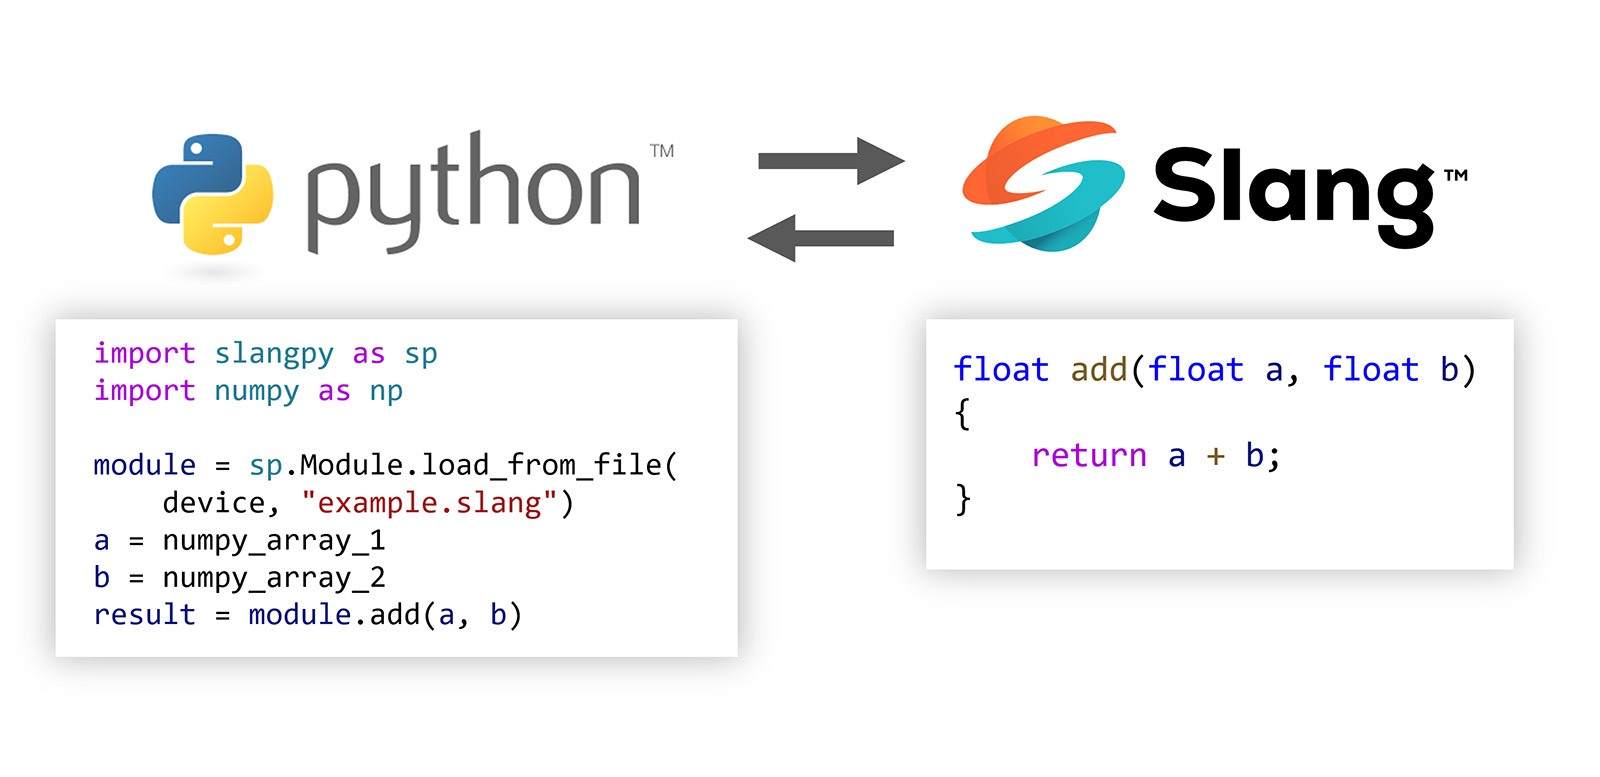 python™
Slang™
import slangpy as sp
import numpy as np
module = sp.Module.load_from_file(
    device, "example.slang")
a = numpy_array_1
b = numpy_array_2
result = module.add(a, b)
float add(float a, float b)
{
    return a + b;
}